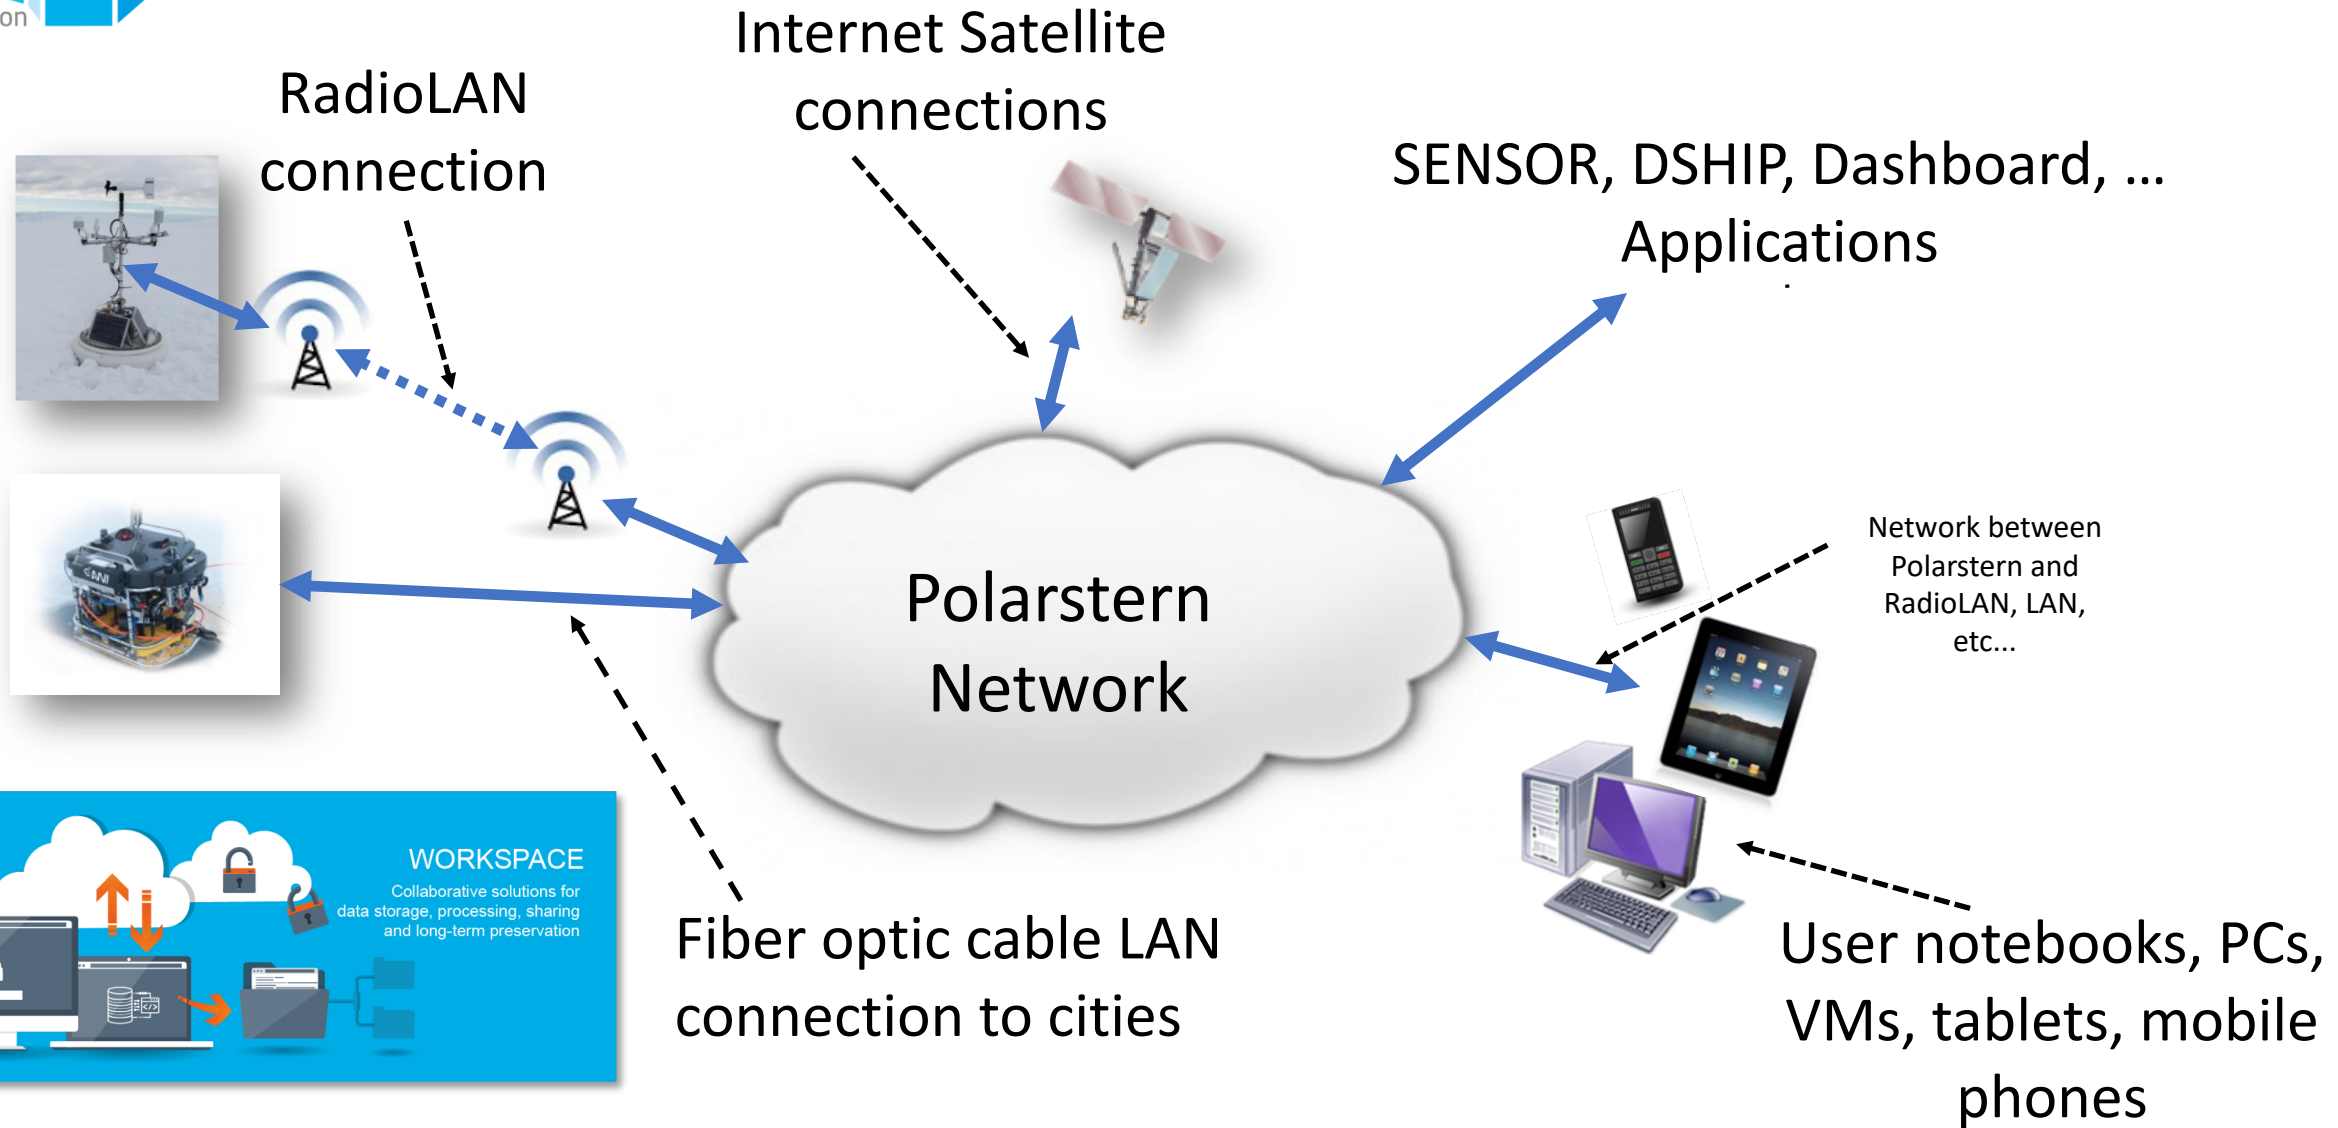 on
Internet Satellite
connections
RadioLAN
connection
SENSOR, DSHIP, Dashboard, ...
Applications
Network between
Polarstern and
RadioLAN, LAN,
etc...
Polarstern
Network
WORKSPACE
Collaborative solutions for
data storage, processing, sharing
and long-term preservation
Fiber optic cable LAN
connection to cities
User notebooks, PCs,
VMs, tablets, mobile
phones